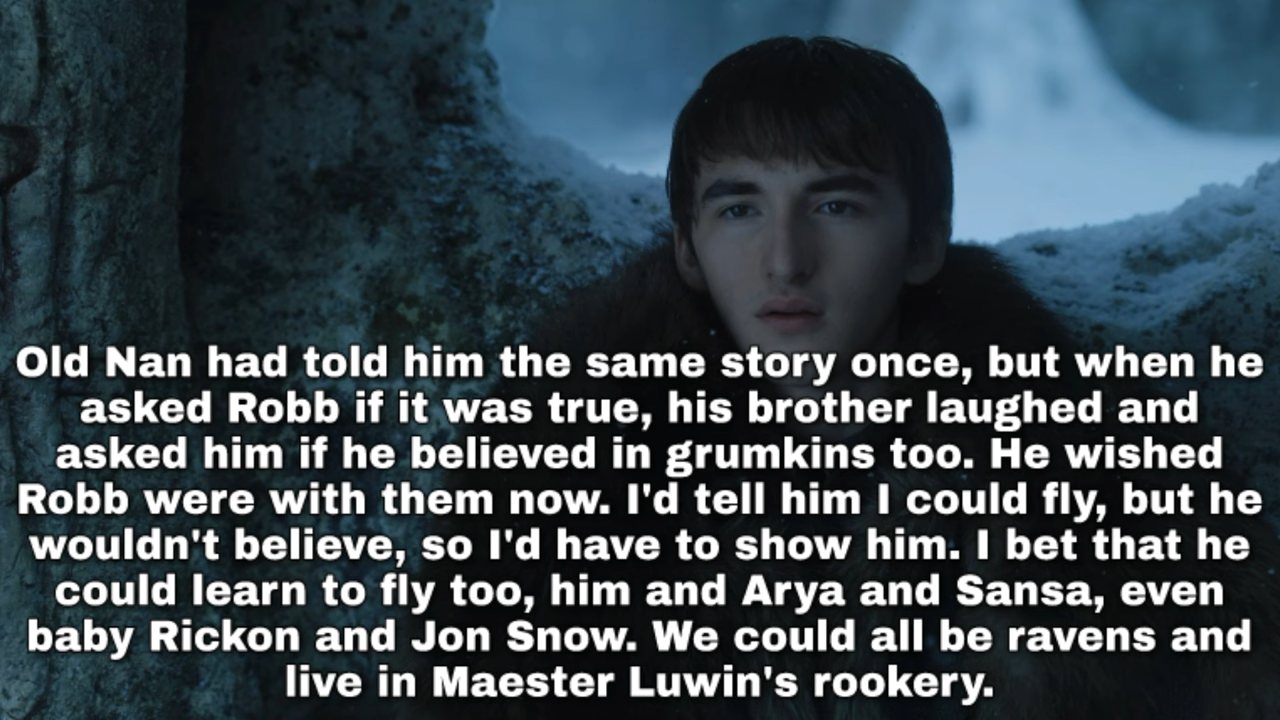 Old Nan had told him the same story once, but when he
asked Robb if it was true, his brother laughed and
asked him if he believed in grumkins too. He wished
Robb were with them now. I'd tell him I could fly, but he
wouldn't believe, so I'd have to show him. I bet that he
could learn to fly too, him and Arya and Sansa, even
baby Rickon and Jon Snow. We could all be ravens and
live in Maester Luwin's rookery.